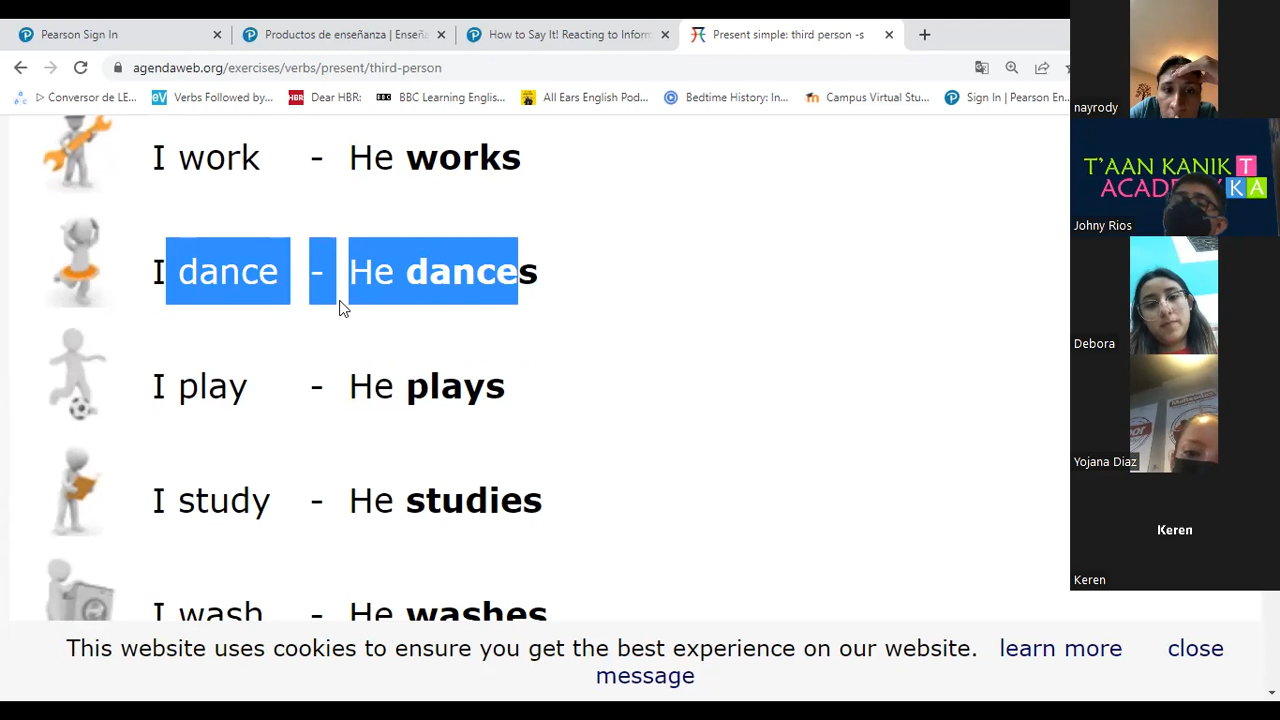 Pearson Sign In
Productos de enseñanza | Enseña
How to Say It! Reacting to Inform
Present simple: third person -s
agendaweb.org/exercises/verbs/present/third-person
▷ Conversor de LE...
Verbs Followed by...
Dear HBR:
BBC Learning Englis...
All Ears English Pod...
Bedtime History: In...
Campus Virtual Stu...
Sign In | Pearson En...
I work - He works
I dance - He dances
I play - He plays
I study - He studies
I wash - He washes
This website uses cookies to ensure you get the best experience on our website. learn more close
message
nayrody
T'AAN KANIK T
ACADEMY K A
Johny Rios
Debora
Yojana Diaz
Keren
Keren